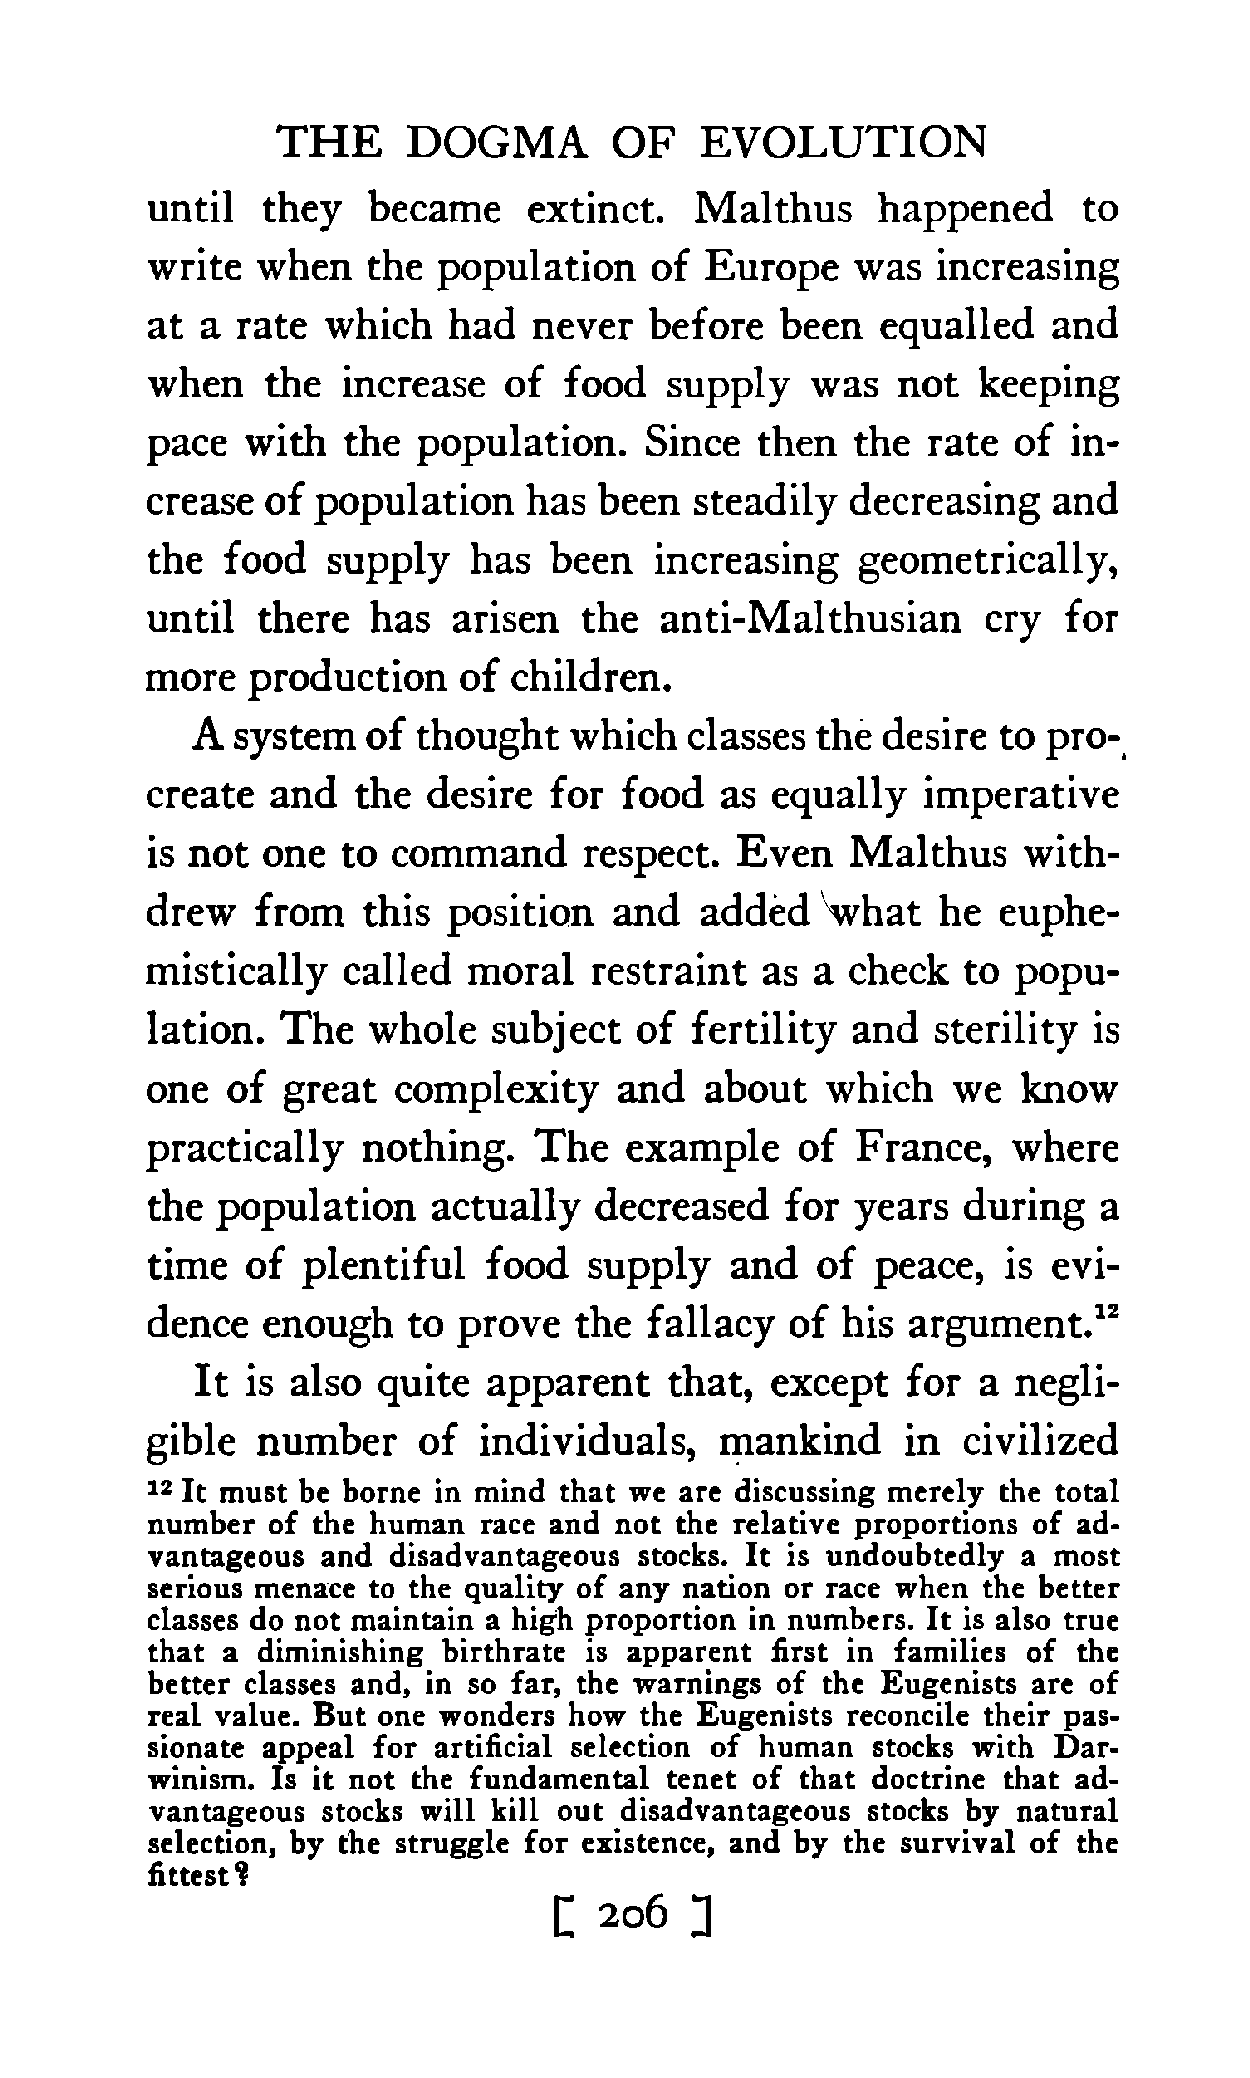 THE DOGMA OF EVOLUTION
until they became extinct. Malthus happened to
write when the population of Europe was increasing
at a rate which had never before been equalled and
when the increase of food supply was not keeping
pace with the population. Since then the rate of in-
crease of population has been steadily decreasing and
the food supply has been increasing geometrically,
until there has arisen the anti-Malthusian cry for
more production of children.
A system of thought which classes the desire to pro-
create and the desire for food as equally imperative
is not one to command respect. Even Malthus with-
drew from this position and added what he euphe-
mistically called moral restraint as a check to popu-
lation. The whole subject of fertility and sterility is
one of great complexity and about which we know
practically nothing. The example of France, where
the population actually decreased for years during a
time of plentiful food supply and of peace, is evi-
dence enough to prove the fallacy of his argument.¹²
It is also quite apparent that, except for a negli-
gible number of individuals, mankind in civilized
¹² It must be borne in mind that we are discussing merely the total
number of the human race and not the relative proportions of ad-
vantageous and disadvantageous stocks. It is undoubtedly a most
serious menace to the quality of any nation or race when the better
classes do not maintain a high proportion in numbers. It is also true
that a diminishing birthrate is apparent first in families of the
better classes and, in so far, the warnings of the Eugenists are of
real value. But one wonders how the Eugenists reconcile their pas-
sionate appeal for artificial selection of human stocks with Dar-
winism. Is it not the fundamental tenet of that doctrine that ad-
vantageous stocks will kill out disadvantageous stocks by natural
selection, by the struggle for existence, and by the survival of the
fittest?
[ 206 ]